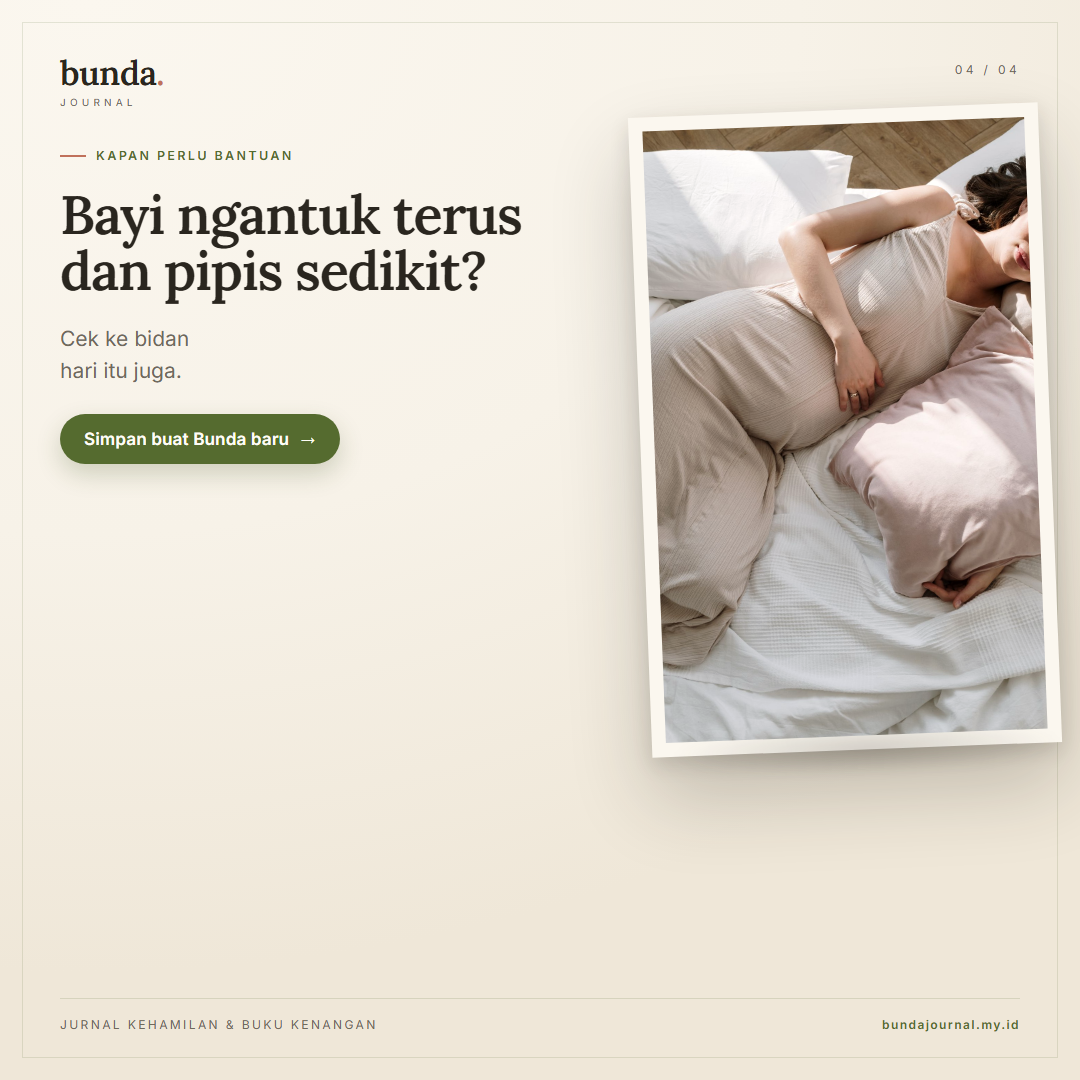 bunda.
JOURNAL
04 / 04
KAPAN PERLU BANTUAN
Bayi ngantuk terus
dan pipis sedikit?
Cek ke bidan
hari itu juga.
Simpan buat Bunda baru →
JURNAL KEHAMILAN & BUKU KENANGAN
bundajournal.my.id